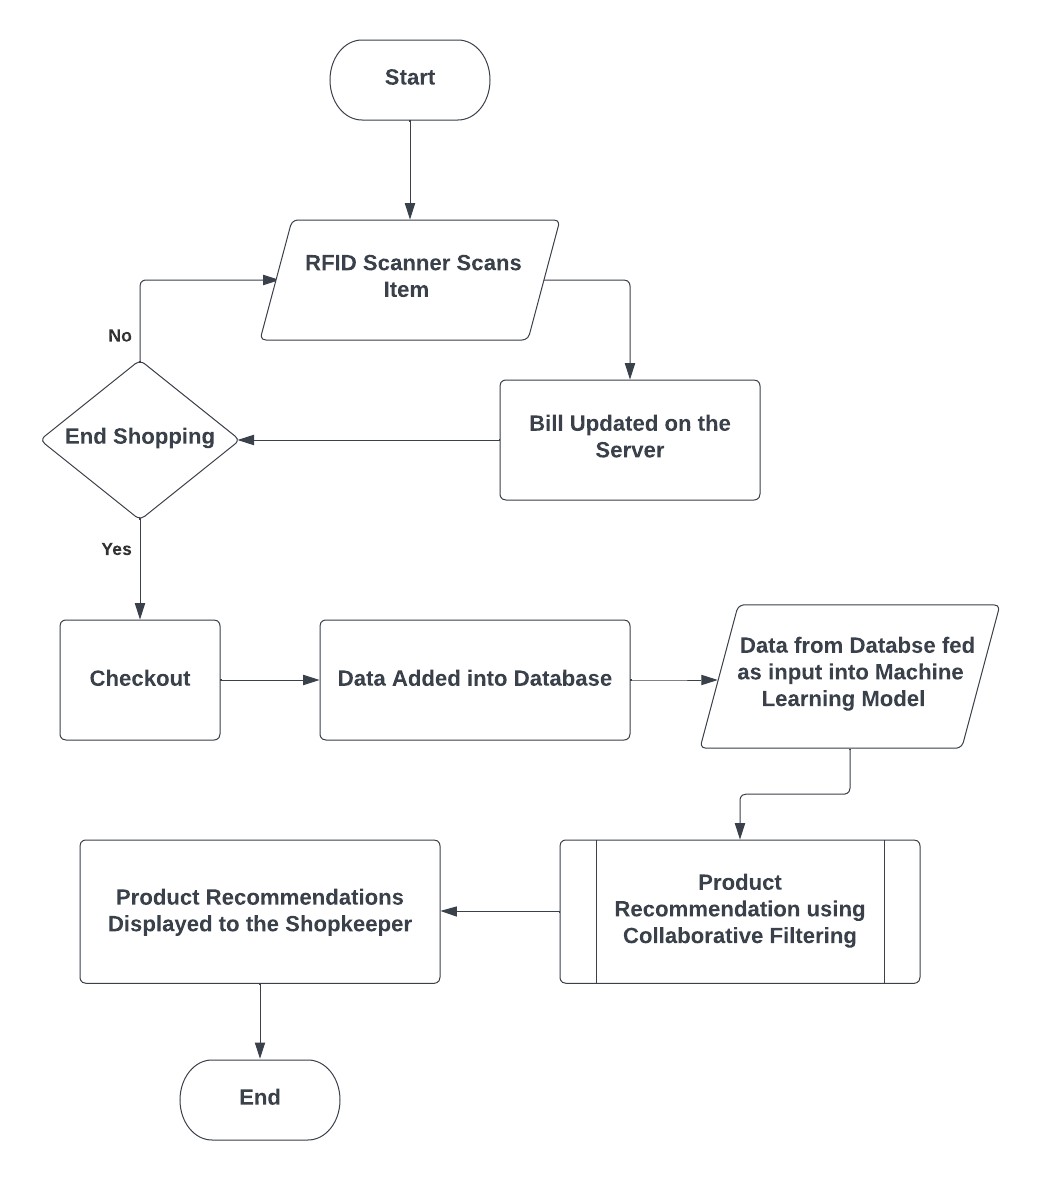 Start
RFID Scanner Scans
Item
No
Bill Updated on the
Server
End Shopping
Yes
Checkout
Data Added into Database
Data from Databse fed
as input into Machine
Learning Model
Product
Recommendation using
Collaborative Filtering
Product Recommendations
Displayed to the Shopkeeper
End